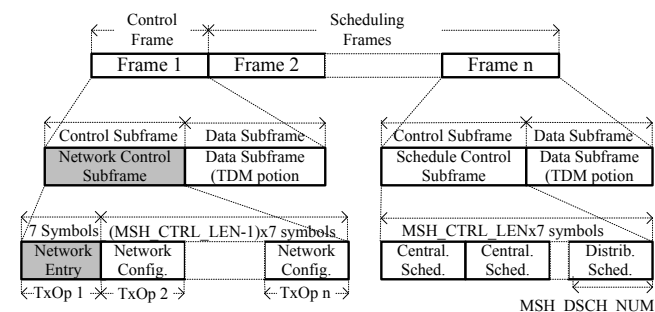 Control
Frame
Scheduling
Frames
Frame 1
Frame 2
Frame n
Control Subframe
Data Subframe
Control Subframe
Data Subframe
Network Control
Subframe
Data Subframe
(TDM potion
Schedule Control
Subframe
Data Subframe
(TDM potion
7 Symbols
(MSH_CTRL_LEN-1)x7 symbols
MSH_CTRL_LENx7 symbols
Network
Entry
Network
Config.
Network
Config.
Central.
Sched.
Central.
Sched.
Distrib.
Sched.
TxOp 1
TxOp 2
TxOp n
MSH_DSCH_NUM